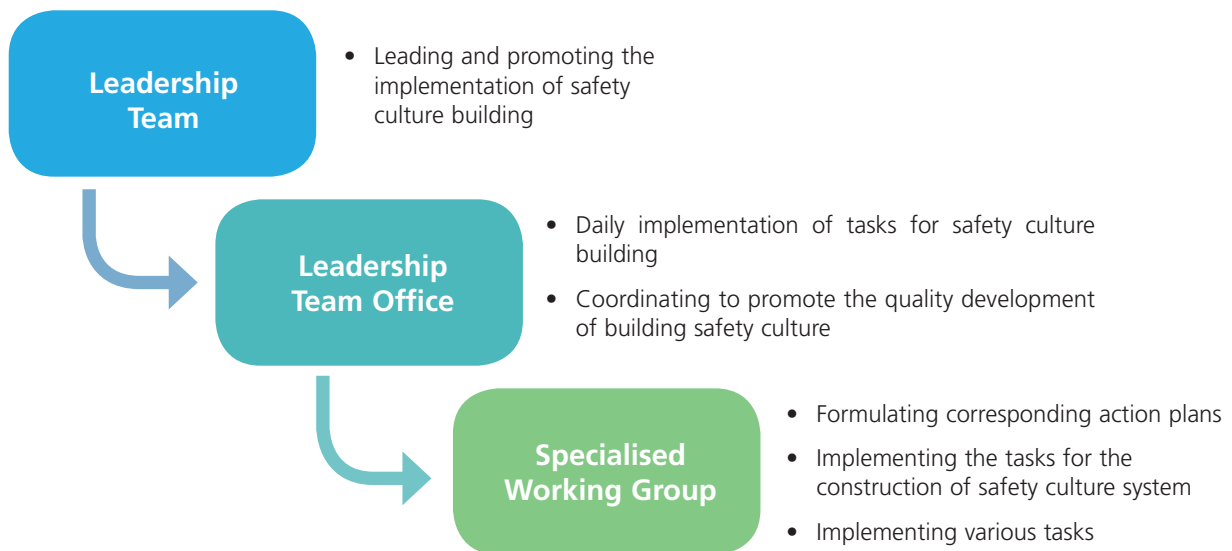 Leadership
Team
• Leading and promoting the
implementation of safety
culture building
Leadership
Team Office
• Daily implementation of tasks for safety culture
building
• Coordinating to promote the quality development
of building safety culture
Specialised
Working Group
• Formulating corresponding action plans
• Implementing the tasks for the
construction of safety culture system
• Implementing various tasks